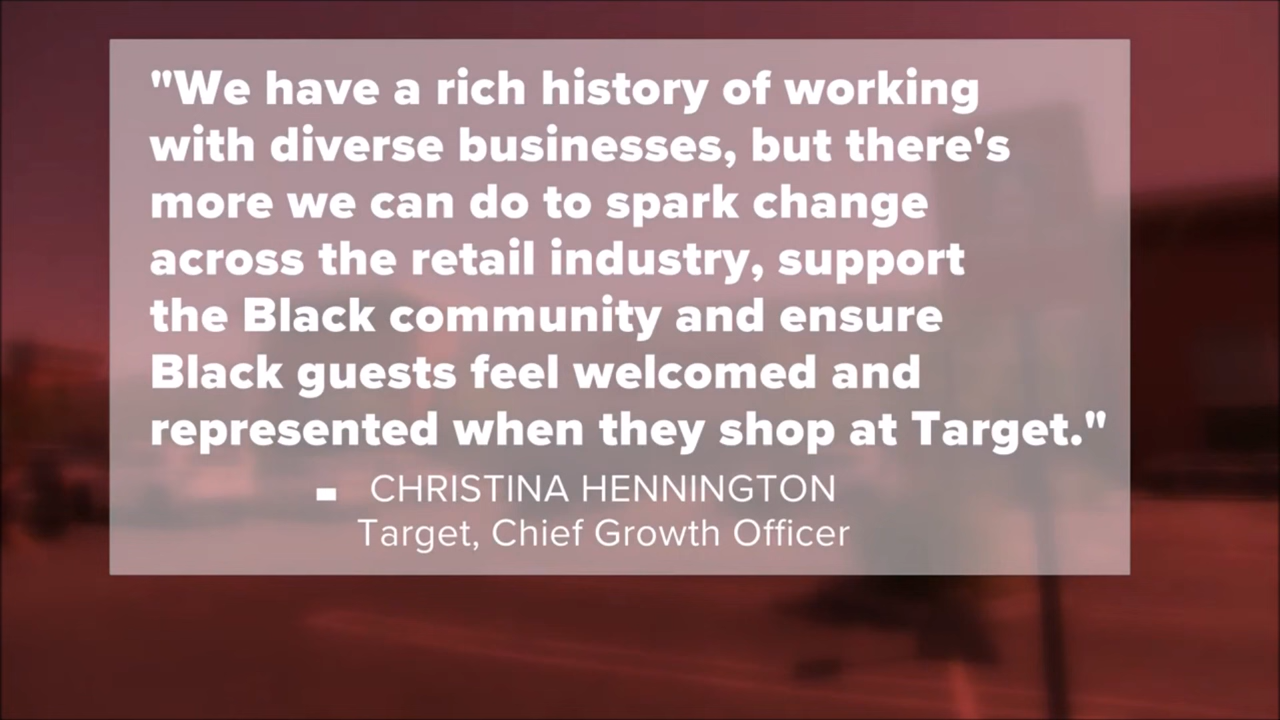 "We have a rich history of working
with diverse businesses, but there's
more we can do to spark change
across the retail industry, support
the Black community and ensure
Black guests feel welcomed and
represented when they shop at Target."
- CHRISTINA HENNINGTON
Target, Chief Growth Officer